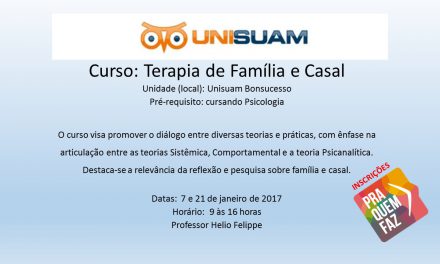 UNISUAM
Curso: Terapia de Família e Casal
Unidade (local): Unisuam Bonsucesso
Pré-requisito: cursando Psicologia
O curso visa promover o diálogo entre diversas teorias e práticas, com ênfase na
articulação entre as teorias Sistêmica, Comportamental e a teoria Psicanalítica.
Destaca-se a relevância da reflexão e pesquisa sobre família e casal.
Datas: 7 e 21 de janeiro de 2017
Horário: 9 às 16 horas
Professor Helio Felippe
INSCRIÇÕES
PRA
QUEM
FAZ